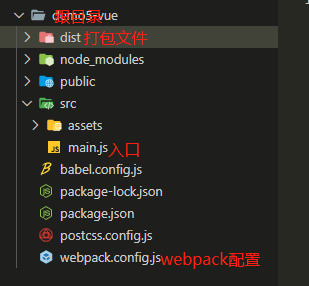 demo5-vue 根目录
dist 打包文件
node_modules
public
src
assets
main.js 入口
babel.config.js
package-lock.json
package.json
postcss.config.js
webpack.config.js webpack配置